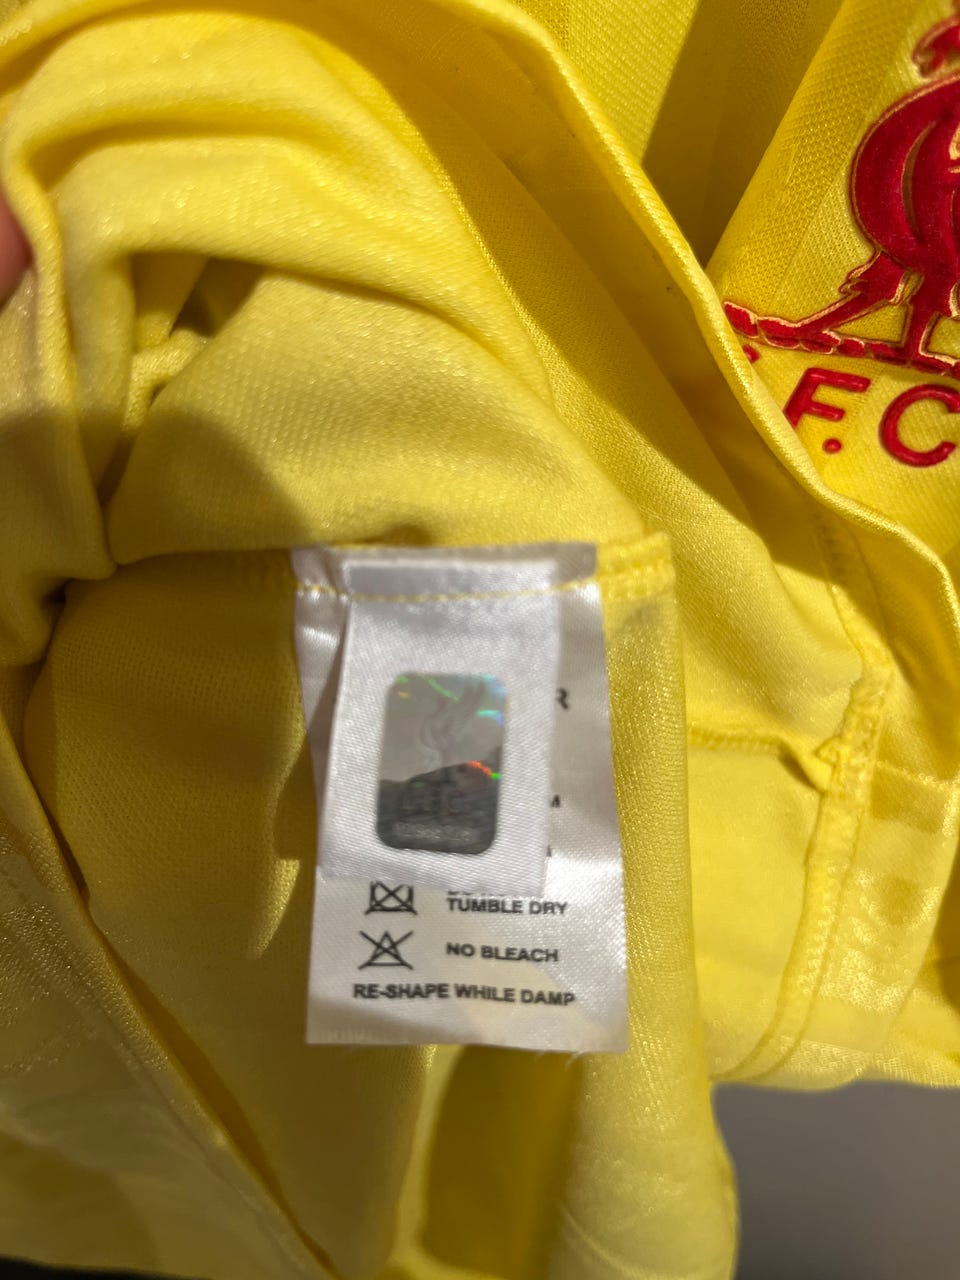 F.C
R
TUMBLE DRY
NO BLEACH
RE-SHAPE WHILE DAMP